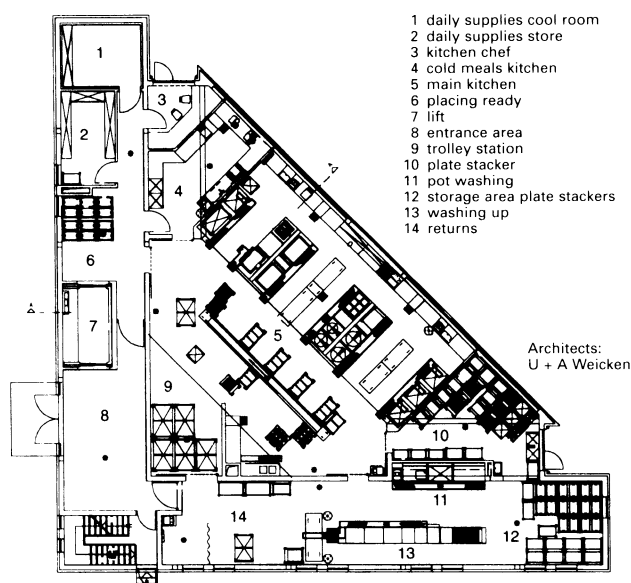 1 daily supplies cool room
2 daily supplies store
3 kitchen chef
4 cold meals kitchen
5 main kitchen
6 placing ready
7 lift
8 entrance area
9 trolley station
10 plate stacker
11 pot washing
12 storage area plate stackers
13 washing up
14 returns
1
3
2
4
6
7
5
Architects:
U + A Weicken
9
8
10
11
14
12
13